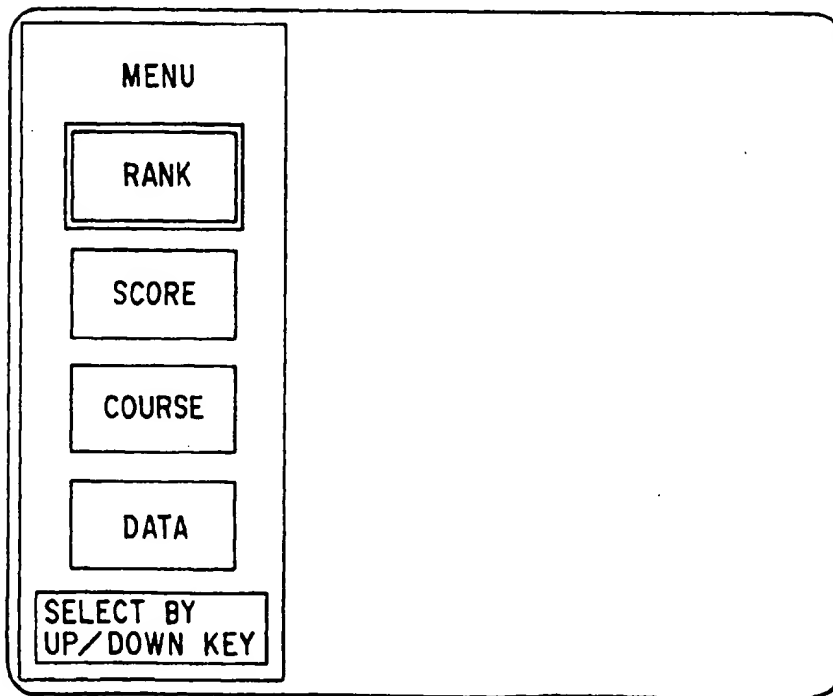 MENU
RANK
SCORE
COURSE
DATA
SELECT BY
UP/DOWN KEY